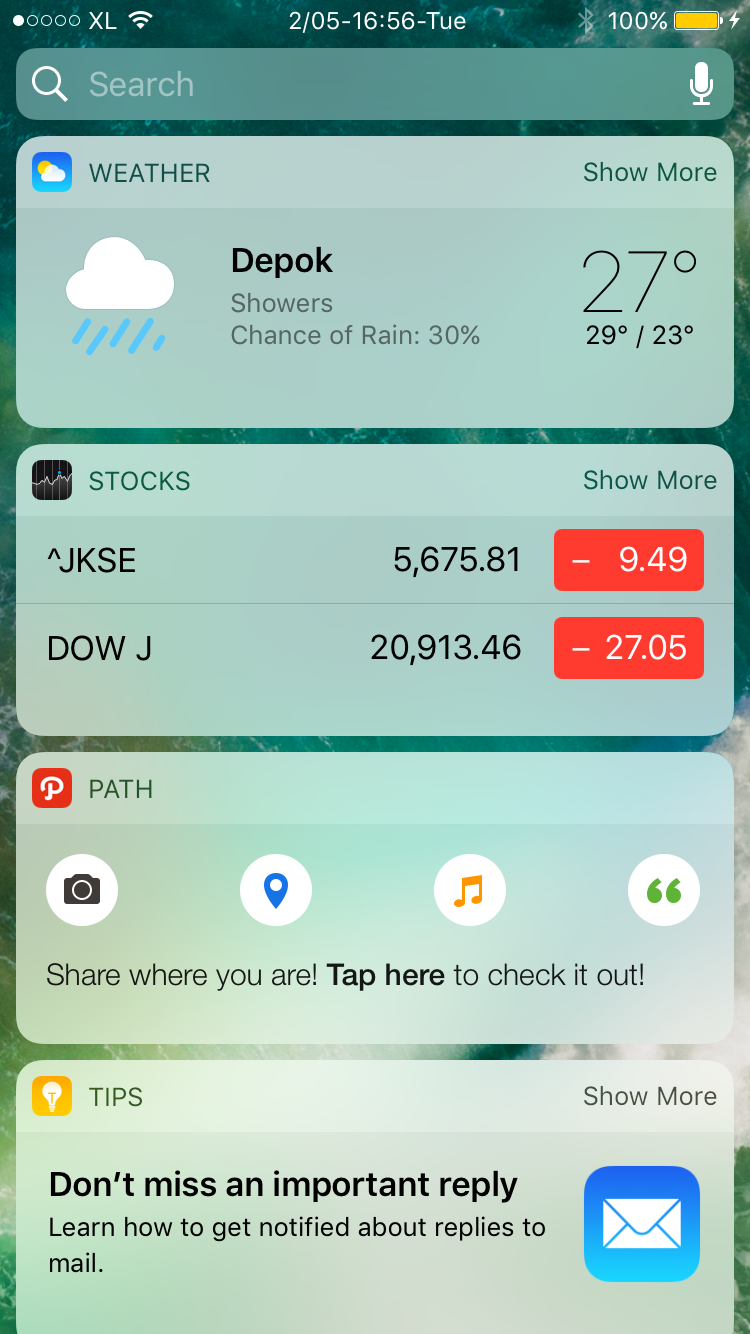 XL 2/05-16:56-Tue 100%
Search
WEATHER Show More
Depok
Showers
Chance of Rain: 30%
27°
29° / 23°
STOCKS Show More
^JKSE 5,675.81 – 9.49
DOW J 20,913.46 – 27.05
PATH
Share where you are! Tap here to check it out!
TIPS Show More
Don’t miss an important reply
Learn how to get notified about replies to
mail.